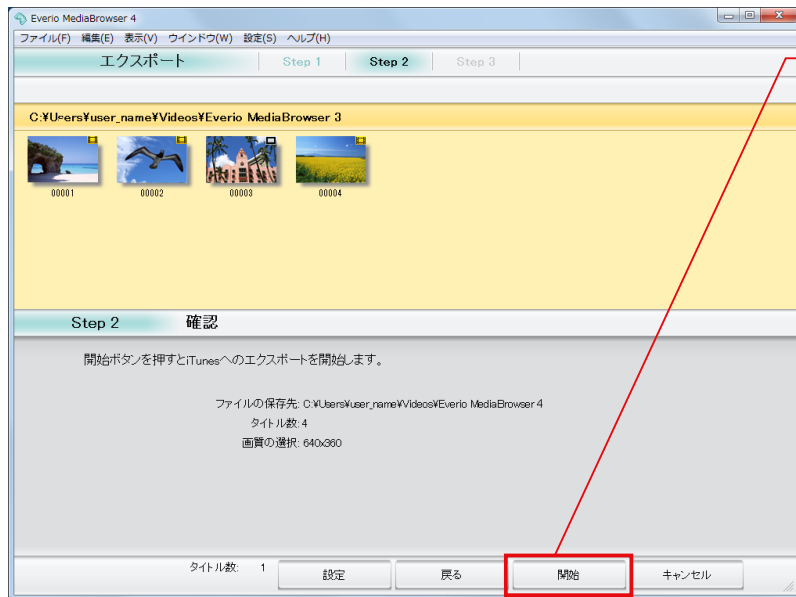 Everio MediaBrowser 4
ファイル(F) 編集(E) 表示(V) ウインドウ(W) 設定(S) ヘルプ(H)
エクスポート Step 1 Step 2 Step 3
C:¥Users¥user_name¥Videos¥Everio MediaBrowser 3
00001 00002 00003 00004
Step 2 確認
開始ボタンを押すとiTunesへのエクスポートを開始します。
ファイルの保存先: C:¥Users¥user_name¥Videos¥Everio MediaBrowser 4
タイトル数: 4
画質の選択: 640x360
タイトル数: 1 設定 戻る 開始 キャンセル